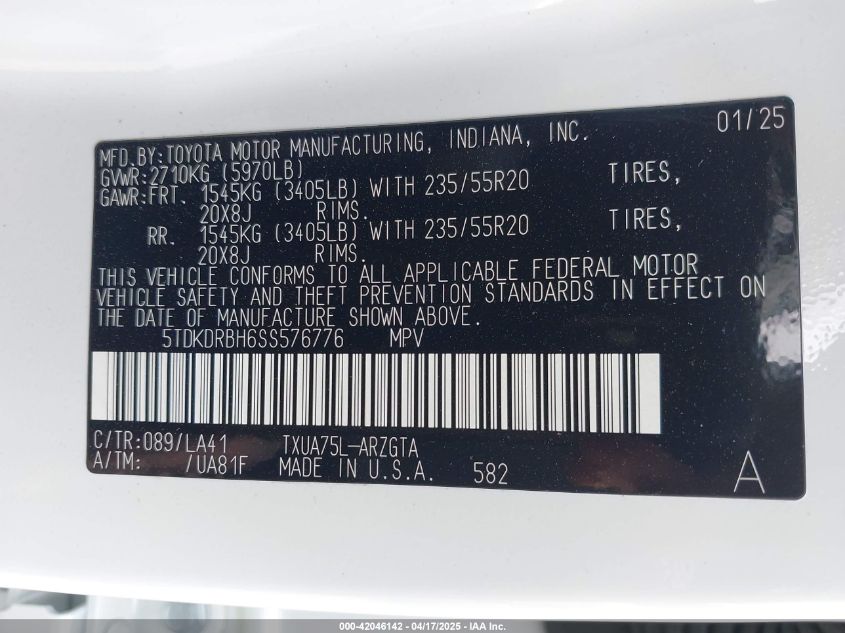 MFD.BY:TOYOTA MOTOR MANUFACTURING, INDIANA, INC. 01/25
GVWR:2710KG (5970LB)
GAWR:FRT. 1545KG (3405LB) WITH 235/55R20 TIRES,
20X8J RIMS.
RR. 1545KG (3405LB) WITH 235/55R20 TIRES,
20X8J RIMS.
THIS VEHICLE CONFORMS TO ALL APPLICABLE FEDERAL MOTOR
VEHICLE SAFETY AND THEFT PREVENTION STANDARDS IN EFFECT ON
THE DATE OF MANUFACTURE SHOWN ABOVE.
5TDKDRBH6SS576776 MPV
C/TR:089/LA41 TXUA75L-ARZGTA
A/TM: /UA81F MADE IN U.S.A. 582 A
000-42046142 - 04/17/2025 - IAA Inc.